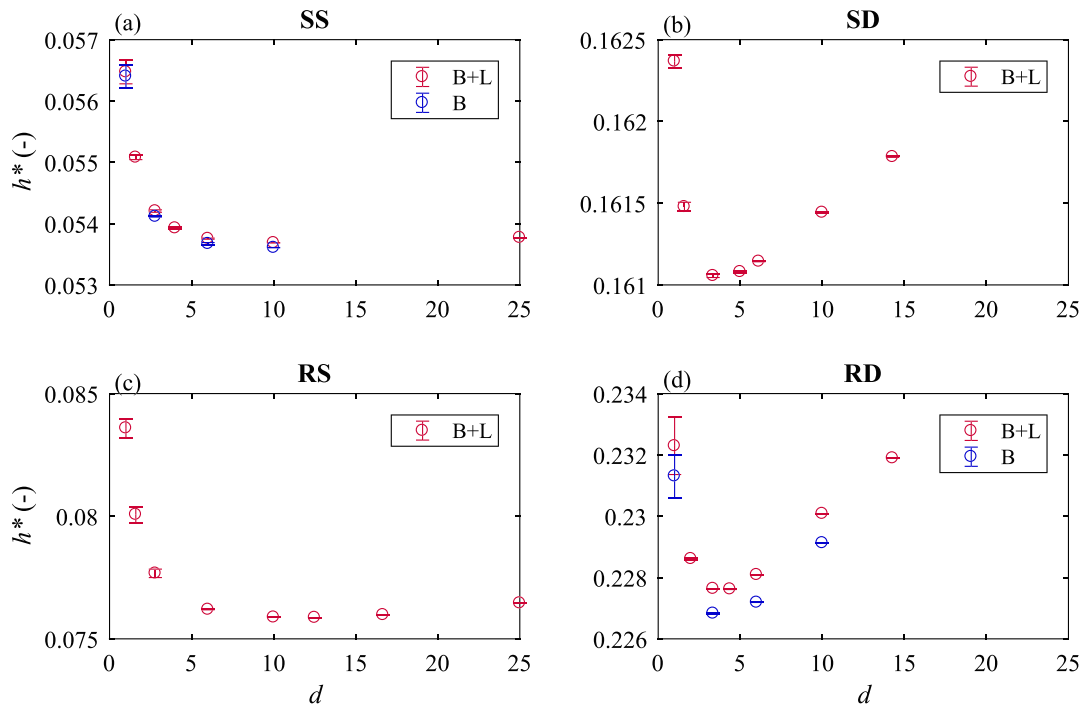 (a) SS
0.057
0.056
0.055
0.054
0.053
h* (-)
B+L
B
0 5 10 15 20 25
(b) SD
0.1625
0.162
0.1615
0.161
B+L
0 5 10 15 20 25
(c) RS
0.085
0.08
0.075
h* (-)
B+L
0 5 10 15 20 25
d
(d) RD
0.234
0.232
0.23
0.228
0.226
B+L
B
0 5 10 15 20 25
d